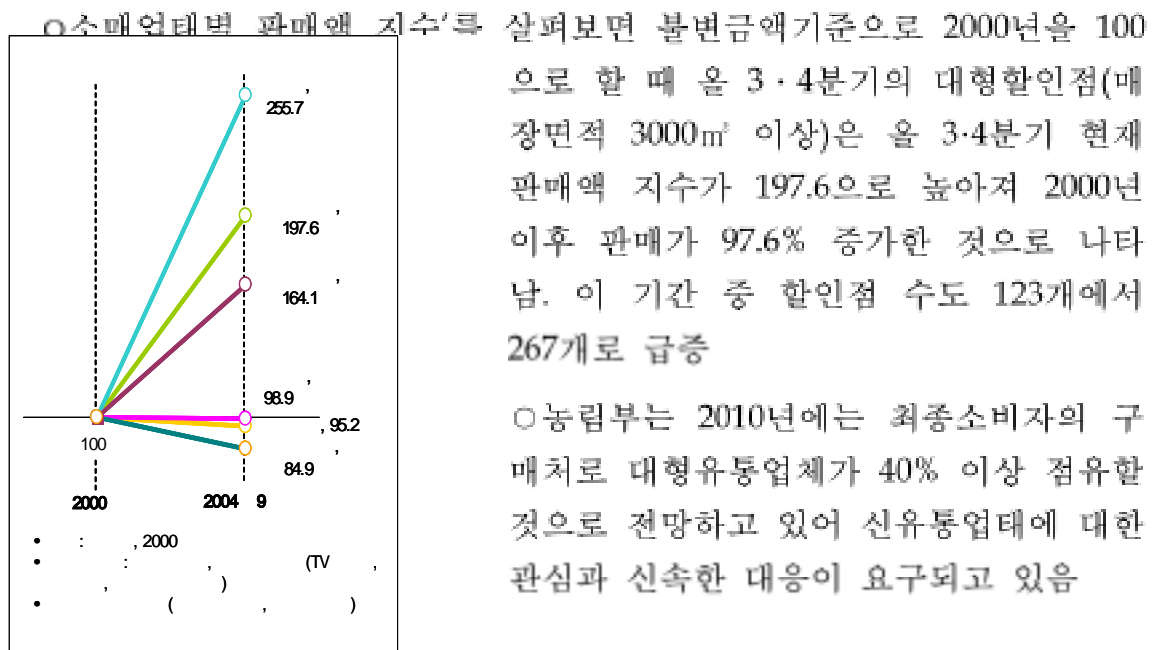 ㅇ소매업태별 판매액 지수'를 살펴보면 불변금액기준으로 2000년을 100
으로 할 때 올 3·4분기의 대형할인점(매
장면적 3000㎡ 이상)은 올 3·4분기 현재
판매액 지수가 197.6으로 높아져 2000년
이후 판매가 97.6% 증가한 것으로 나타
남. 이 기간 중 할인점 수도 123개에서
267개로 급증
○농림부는 2010년에는 최종소비자의 구
매처로 대형유통업체가 40% 이상 점유할
것으로 전망하고 있어 신유통업태에 대한
관심과 신속한 대응이 요구되고 있음
255.7 '
197.6 '
164.1 '
98.9 '
, 95.2
84.9 '
100
2000 2004 9
• : , 2000
• : , (TV ,
, )
• ( , )